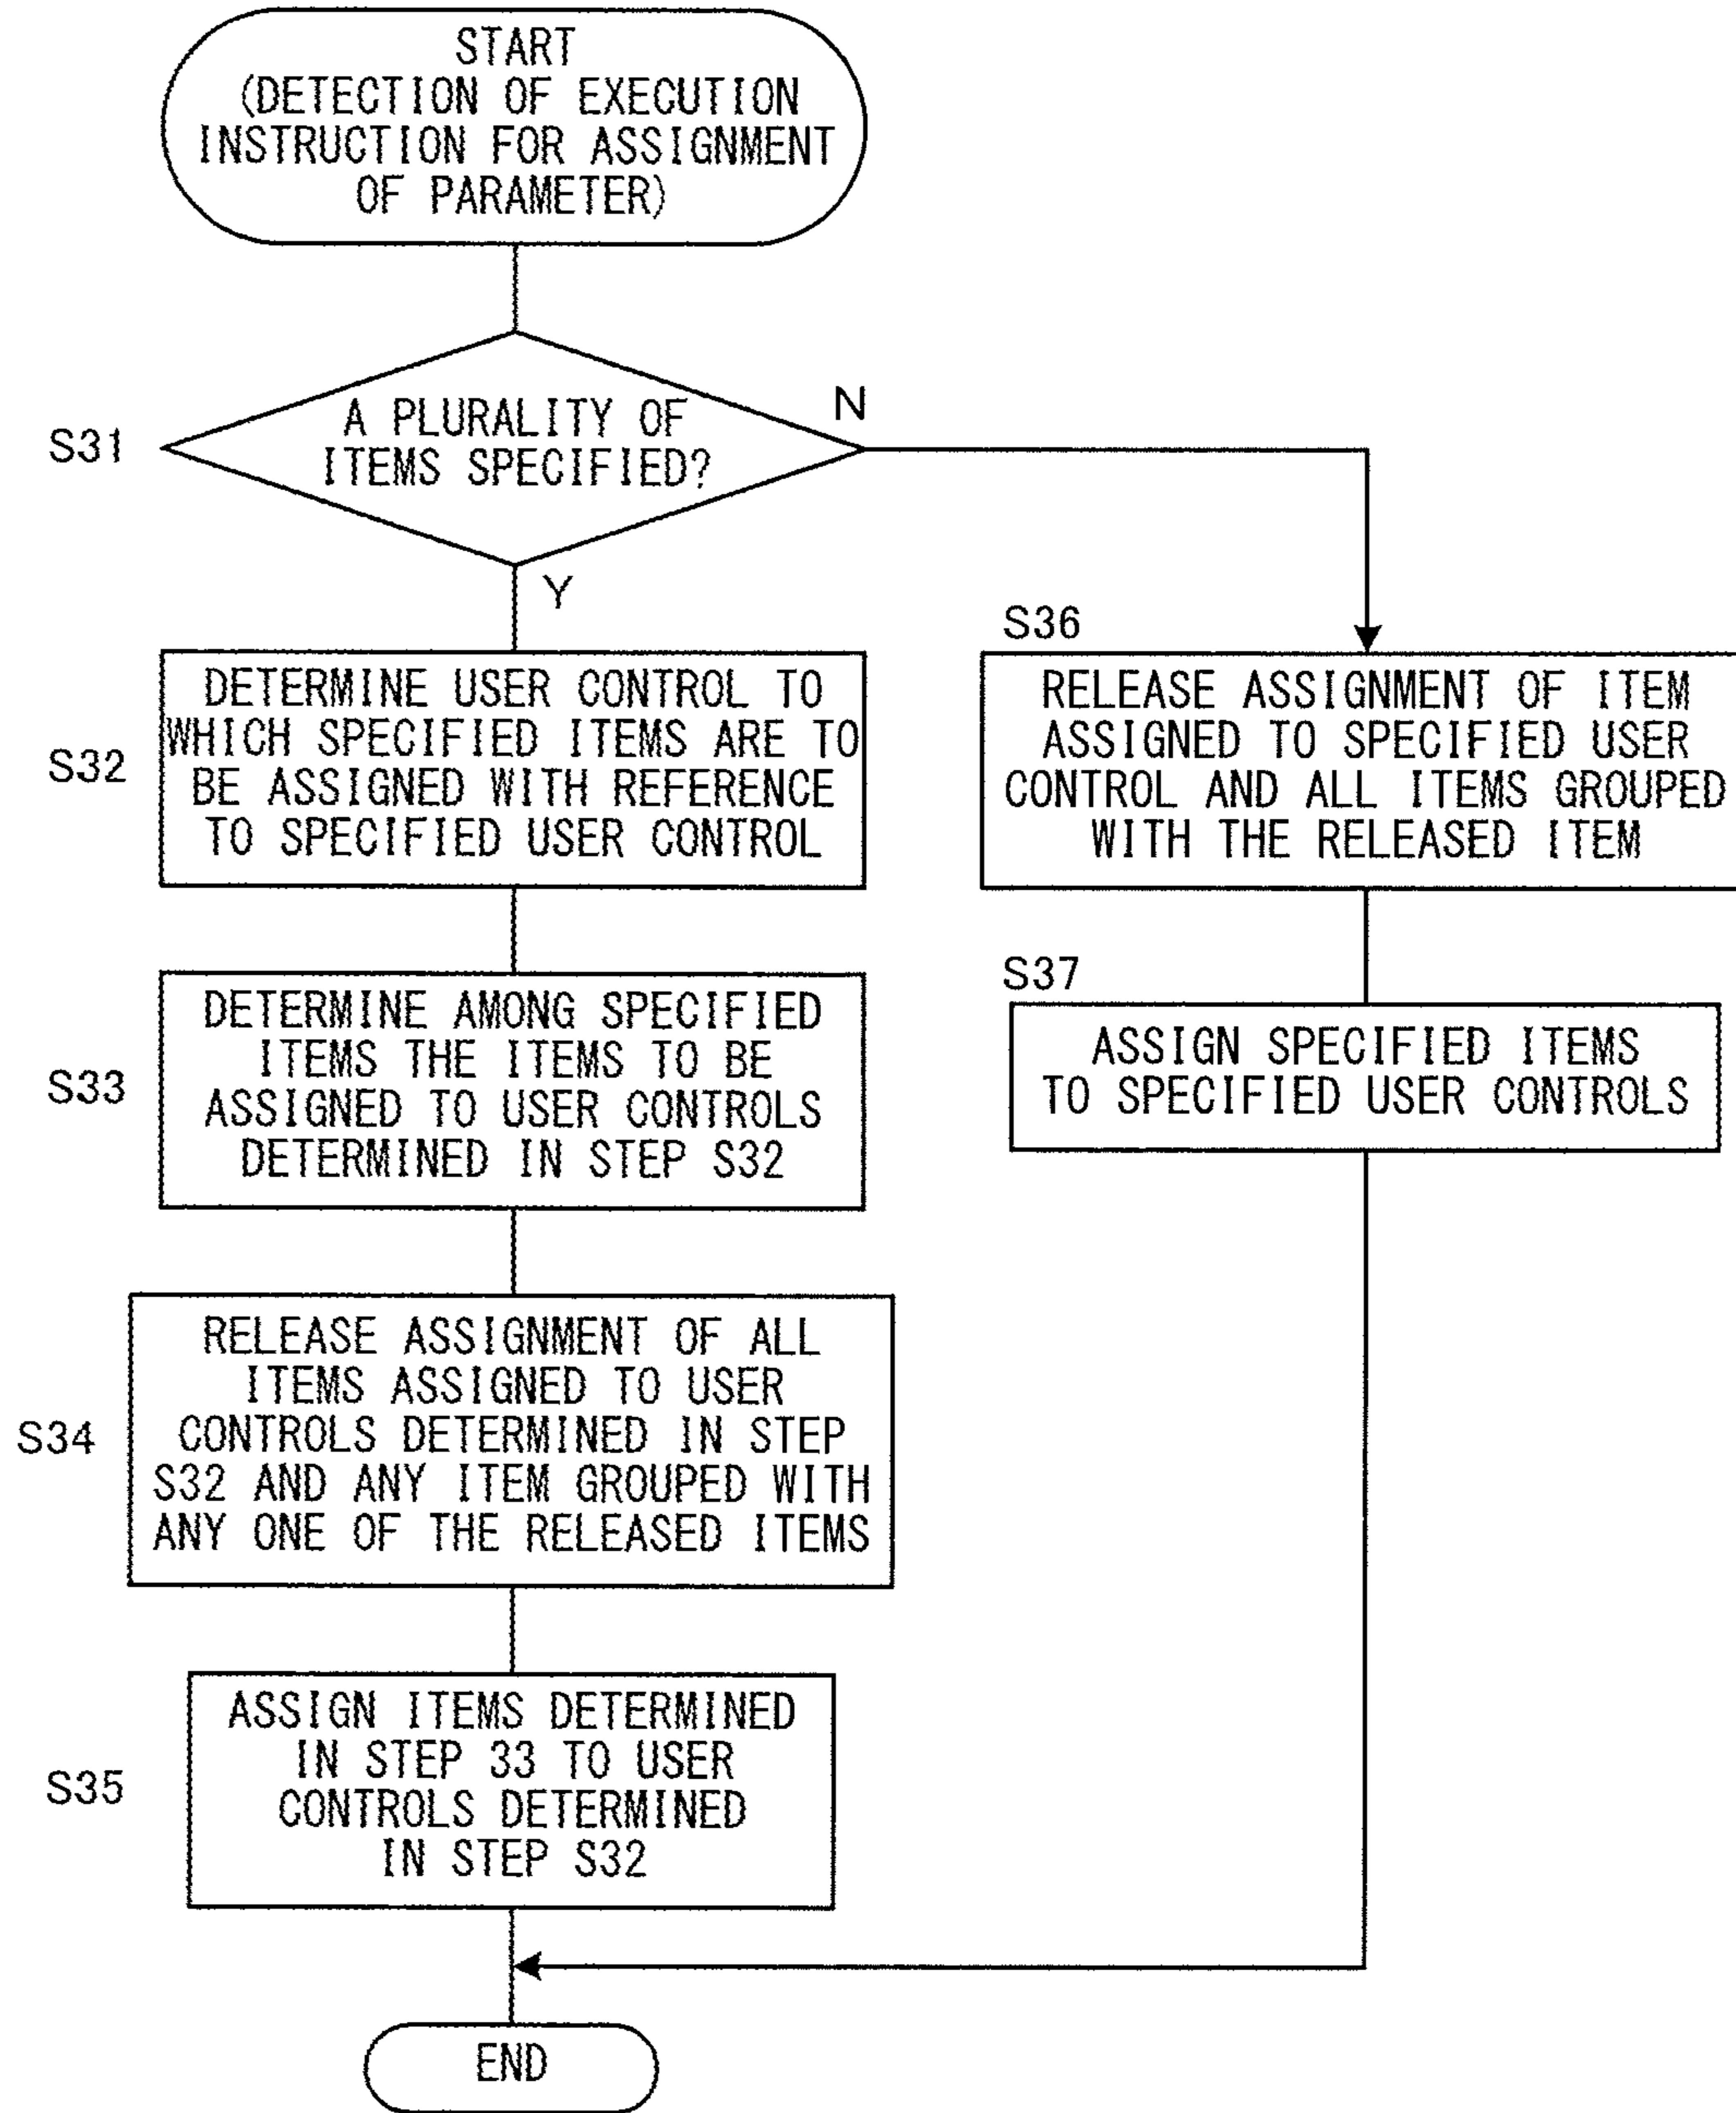 START
(DETECTION OF EXECUTION
INSTRUCTION FOR ASSIGNMENT
OF PARAMETER)
S31
A PLURALITY OF
ITEMS SPECIFIED?
N
Y
S32
DETERMINE USER CONTROL TO
WHICH SPECIFIED ITEMS ARE TO
BE ASSIGNED WITH REFERENCE
TO SPECIFIED USER CONTROL
S33
DETERMINE AMONG SPECIFIED
ITEMS THE ITEMS TO BE
ASSIGNED TO USER CONTROLS
DETERMINED IN STEP S32
S34
RELEASE ASSIGNMENT OF ALL
ITEMS ASSIGNED TO USER
CONTROLS DETERMINED IN STEP
S32 AND ANY ITEM GROUPED WITH
ANY ONE OF THE RELEASED ITEMS
S35
ASSIGN ITEMS DETERMINED
IN STEP 33 TO USER
CONTROLS DETERMINED
IN STEP S32
S36
RELEASE ASSIGNMENT OF ITEM
ASSIGNED TO SPECIFIED USER
CONTROL AND ALL ITEMS GROUPED
WITH THE RELEASED ITEM
S37
ASSIGN SPECIFIED ITEMS
TO SPECIFIED USER CONTROLS
END